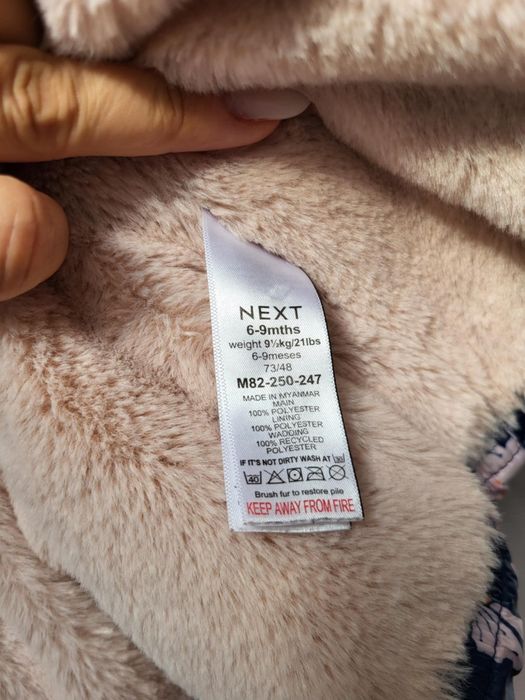 NEXT
6-9mths
weight 9½kg/21lbs
6-9meses
73/48
M82-250-247
MADE IN MYANMAR
MAIN
100% POLYESTER
LINING
100% POLYESTER
WADDING
100% RECYCLED
POLYESTER
IF IT'S NOT DIRTY WASH AT 30
40
Brush fur to restore pile
KEEP AWAY FROM FIRE